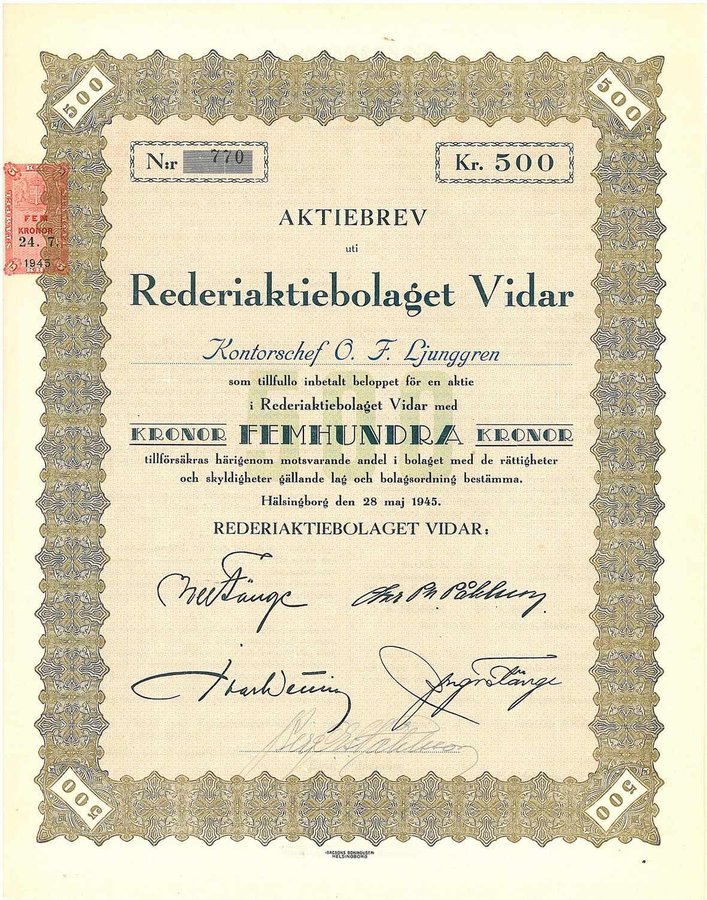 500
500
N:r 770
Kr. 500
FEM
KRONOR
24. 7.
1945
AKTIEBREV
uti
Rederiaktiebolaget Vidar
Kontorschef O. F. Ljunggren
som tillfullo inbetalt beloppet för en aktie
i Rederiaktiebolaget Vidar med
500
KRONOR FEMHUNDRA KRONOR
tillförsäkras härigenom motsvarande andel i bolaget med de rättigheter
och skyldigheter gällande lag och bolagsordning bestämma.
Hälsingborg den 28 maj 1945.
REDERIAKTIEBOLAGET VIDAR:
500
500
HELSINGBORG